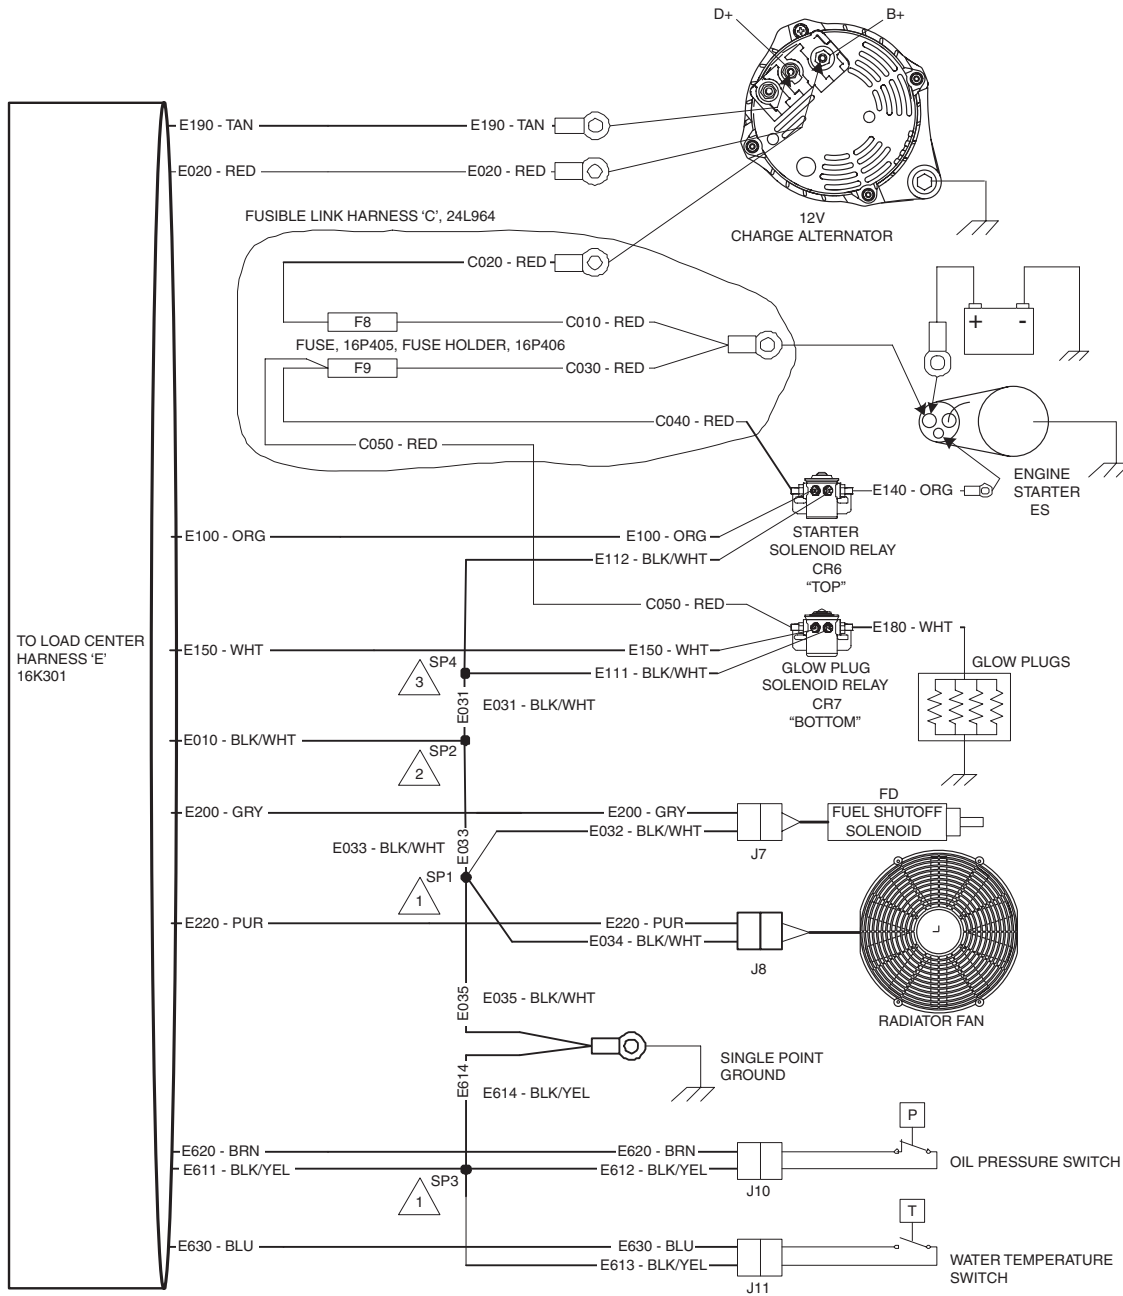 D+
B+
E190 - TAN
E190 - TAN
E020 - RED
E020 - RED
12V
CHARGE ALTERNATOR
FUSIBLE LINK HARNESS ‘C’, 24L964
C020 - RED
F8
C010 - RED
FUSE, 16P405, FUSE HOLDER, 16P406
F9
C030 - RED
+
-
C040 - RED
C050 - RED
ENGINE
STARTER
ES
E140 - ORG
E100 - ORG
E100 - ORG
STARTER
SOLENOID RELAY
CR6
“TOP”
E112 - BLK/WHT
C050 - RED
TO LOAD CENTER
HARNESS ‘E’
16K301
E150 - WHT
E150 - WHT
E180 - WHT
SP4
3
E111 - BLK/WHT
GLOW PLUG
SOLENOID RELAY
CR7
“BOTTOM”
GLOW PLUGS
E031
E031 - BLK/WHT
E010 - BLK/WHT
SP2
2
E200 - GRY
E200 - GRY
FD
FUEL SHUTOFF
SOLENOID
E033
E033 - BLK/WHT
E032 - BLK/WHT
J7
SP1
1
E220 - PUR
E220 - PUR
E034 - BLK/WHT
J8
E035
E035 - BLK/WHT
RADIATOR FAN
SINGLE POINT
GROUND
E614
E614 - BLK/YEL
P
E620 - BRN
E620 - BRN
E611 - BLK/YEL
E612 - BLK/YEL
OIL PRESSURE SWITCH
SP3
1
J10
T
E630 - BLU
E630 - BLU
E613 - BLK/YEL
WATER TEMPERATURE
SWITCH
J11